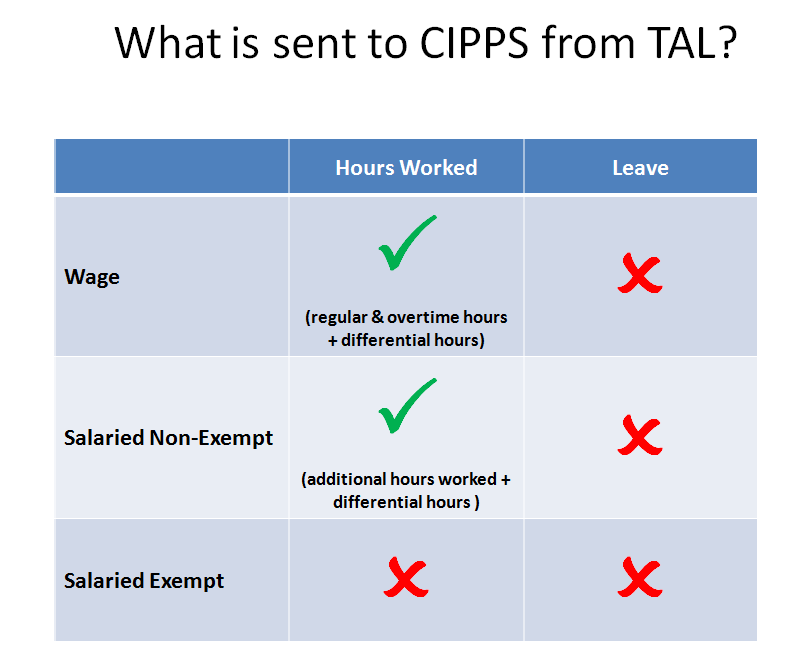 What is sent to CIPPS from TAL?
Hours Worked
Leave
Wage
(regular & overtime hours
+ differential hours)
Salaried Non-Exempt
(additional hours worked +
differential hours )
Salaried Exempt